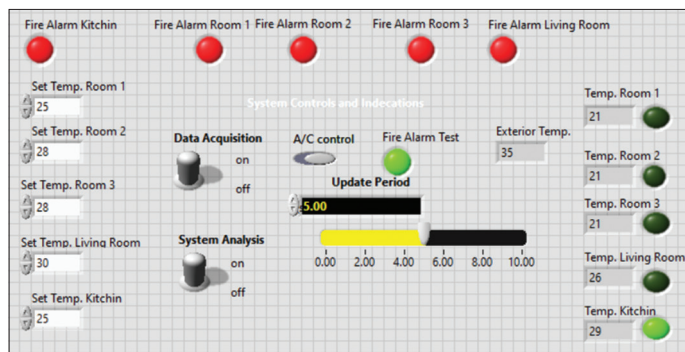 Fire Alarm Kitchin
Fire Alarm Room 1
Fire Alarm Room 2
Fire Alarm Room 3
Fire Alarm Living Room
Set Temp. Room 1
25
Set Temp. Room 2
28
Set Temp. Room 3
28
Set Temp. Living Room
30
Set Temp. Kitchin
25
System Controls and Indecations
Data Acquisition
on
off
System Analysis
on
off
A/C control
Fire Alarm Test
Exterior Temp.
35
Update Period
5.00
0.00 2.00 4.00 6.00 8.00 10.00
Temp. Room 1
21
Temp. Room 2
21
Temp. Room 3
21
Temp. Living Room
26
Temp. Kitchin
29